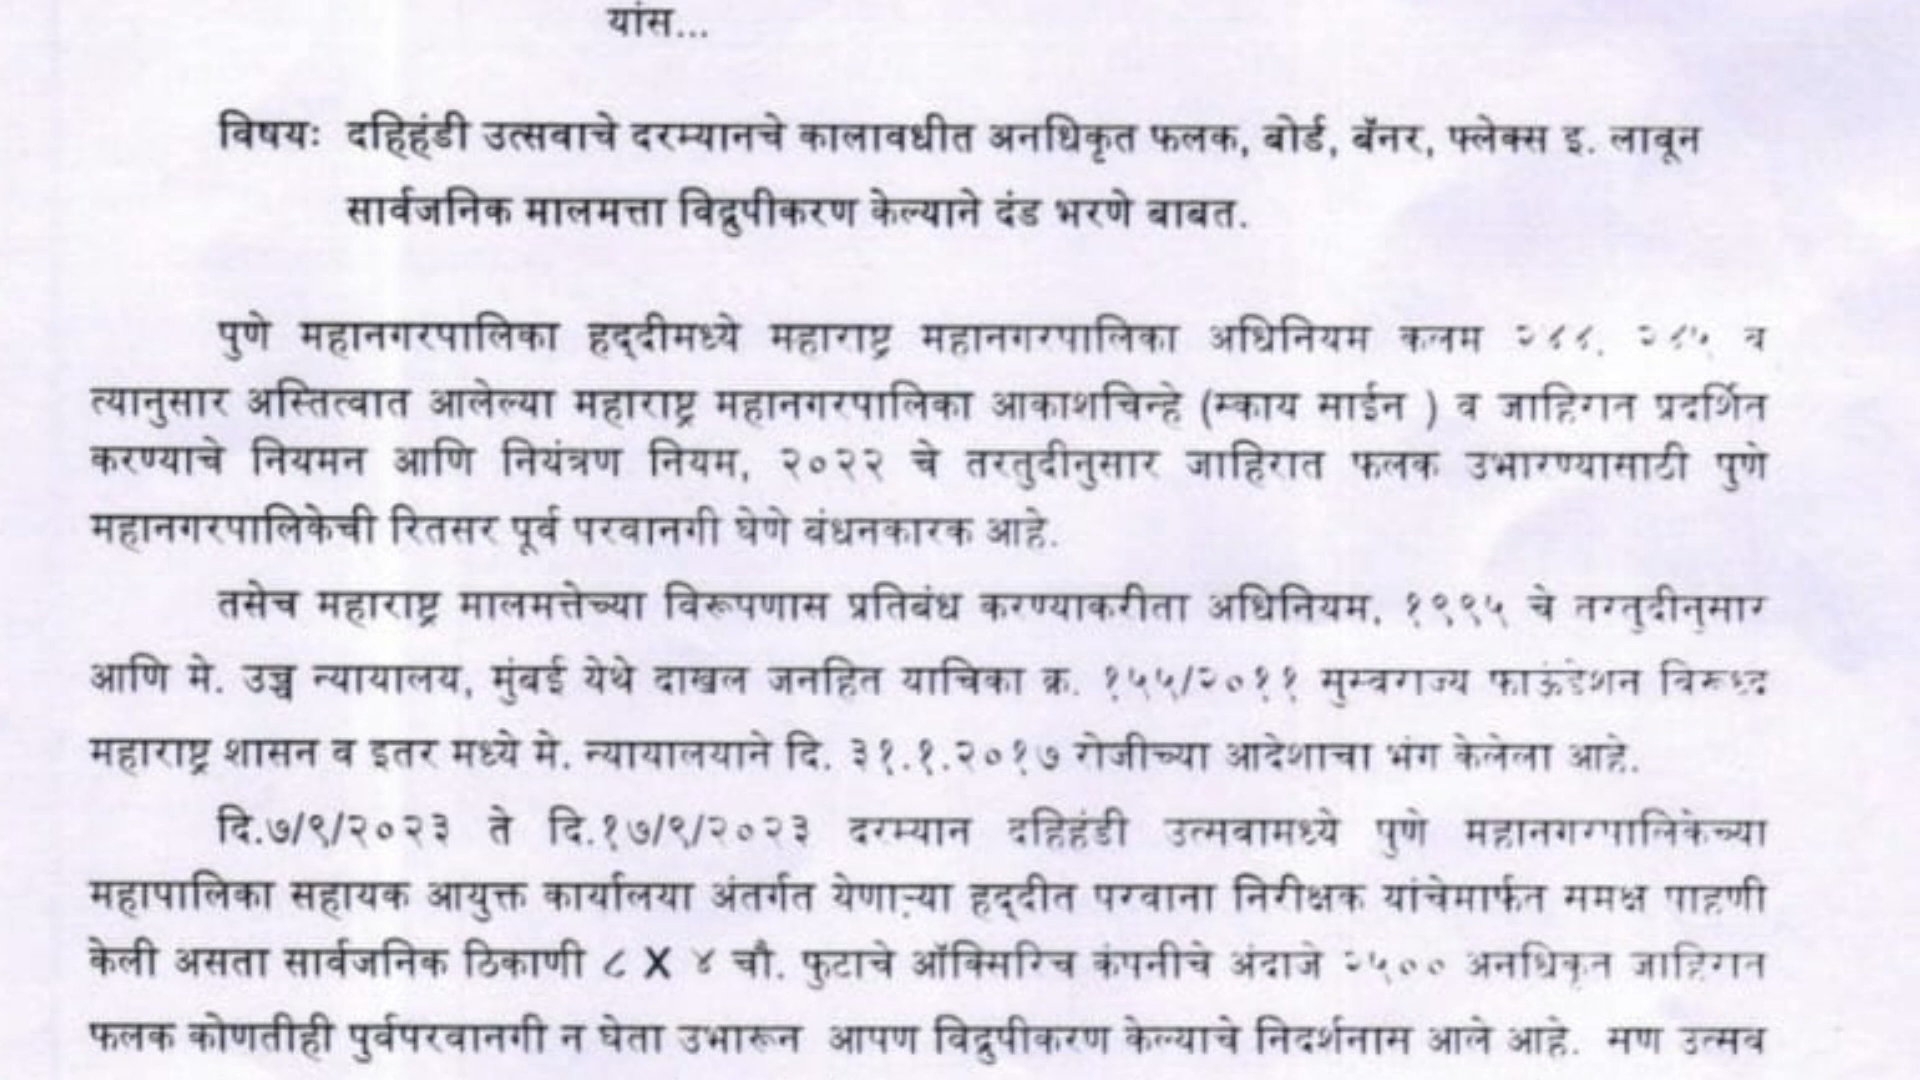 यांस...
विषयः दहिहंडी उत्सवाचे दरम्यानचे कालावधीत अनधिकृत फलक, बोर्ड, बॅनर, फ्लेक्स इ. लावून
सार्वजनिक मालमत्ता विद्रुपीकरण केल्याने दंड भरणे बाबत.
पुणे महानगरपालिका हद्दीमध्ये महाराष्ट्र महानगरपालिका अधिनियम कलम २४४, २४५ व
त्यानुसार अस्तित्वात आलेल्या महाराष्ट्र महानगरपालिका आकाशचिन्हे (स्काय साईन ) व जाहिरात प्रदर्शित
करण्याचे नियमन आणि नियंत्रण नियम, २०२२ चे तरतुदीनुसार जाहिरात फलक उभारण्यासाठी पुणे
महानगरपालिकेची रितसर पूर्व परवानगी घेणे बंधनकारक आहे.
तसेच महाराष्ट्र मालमत्तेच्या विरूपणास प्रतिबंध करण्याकरीता अधिनियम, १९९५ चे तरतुदीनुसार
आणि मे. उच्च न्यायालय, मुंबई येथे दाखल जनहित याचिका क्र. १५५/२०११ सुस्वराज्य फाऊंडेशन विरूध्द
महाराष्ट्र शासन व इतर मध्ये मे. न्यायालयाने दि. ३१.१.२०१७ रोजीच्या आदेशाचा भंग केलेला आहे.
दि.७/९/२०२३ ते दि.१७/९/२०२३ दरम्यान दहिहंडी उत्सवामध्ये पुणे महानगरपालिकेच्या
महापालिका सहायक आयुक्त कार्यालया अंतर्गत येणाऱ्या हद्दीत परवाना निरीक्षक यांचेमार्फत समक्ष पाहणी
केली असता सार्वजनिक ठिकाणी ८ X ४ चौ. फुटाचे ऑक्सिरिच कंपनीचे अंदाजे २५०० अनधिकृत जाहिरात
फलक कोणतीही पुर्वपरवानगी न घेता उभारून आपण विद्रुपीकरण केल्याचे निदर्शनास आले आहे. सण उत्सव